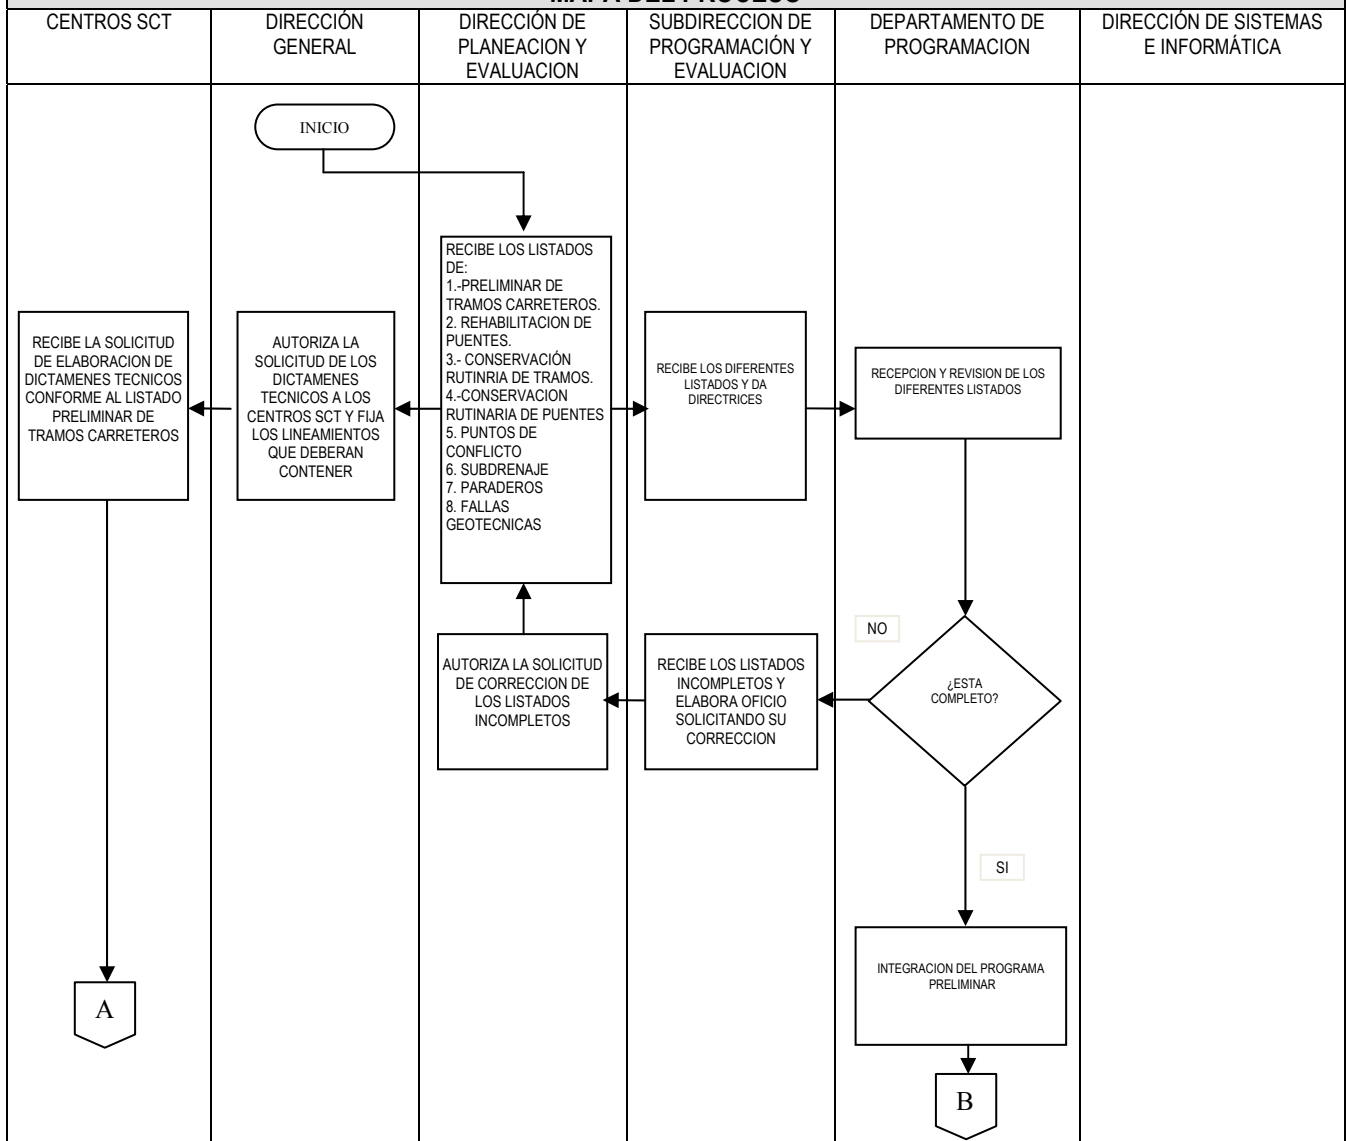 MAPA DEL PROCESO
CENTROS SCT
DIRECCIÓN
GENERAL
DIRECCIÓN DE
PLANEACION Y
EVALUACION
SUBDIRECCION DE
PROGRAMACIÓN Y
EVALUACION
DEPARTAMENTO DE
PROGRAMACION
DIRECCIÓN DE SISTEMAS
E INFORMÁTICA
INICIO
RECIBE LOS LISTADOS
DE:
1.-PRELIMINAR DE
TRAMOS CARRETEROS.
2. REHABILITACION DE
PUENTES.
3.- CONSERVACIÓN
RUTINRIA DE TRAMOS.
4.-CONSERVACION
RUTINARIA DE PUENTES
5. PUNTOS DE
CONFLICTO
6. SUBDRENAJE
7. PARADEROS
8. FALLAS
GEOTECNICAS
RECIBE LA SOLICITUD
DE ELABORACION DE
DICTAMENES TECNICOS
CONFORME AL LISTADO
PRELIMINAR DE
TRAMOS CARRETEROS
AUTORIZA LA
SOLICITUD DE LOS
DICTAMENES
TECNICOS A LOS
CENTROS SCT Y FIJA
LOS LINEAMIENTOS
QUE DEBERAN
CONTENER
RECIBE LOS DIFERENTES
LISTADOS Y DA
DIRECTRICES
RECEPCION Y REVISION DE LOS
DIFERENTES LISTADOS
NO
¿ESTA
COMPLETO?
AUTORIZA LA SOLICITUD
DE CORRECCION DE
LOS LISTADOS
INCOMPLETOS
RECIBE LOS LISTADOS
INCOMPLETOS Y
ELABORA OFICIO
SOLICITANDO SU
CORRECCION
SI
INTEGRACION DEL PROGRAMA
PRELIMINAR
A
B